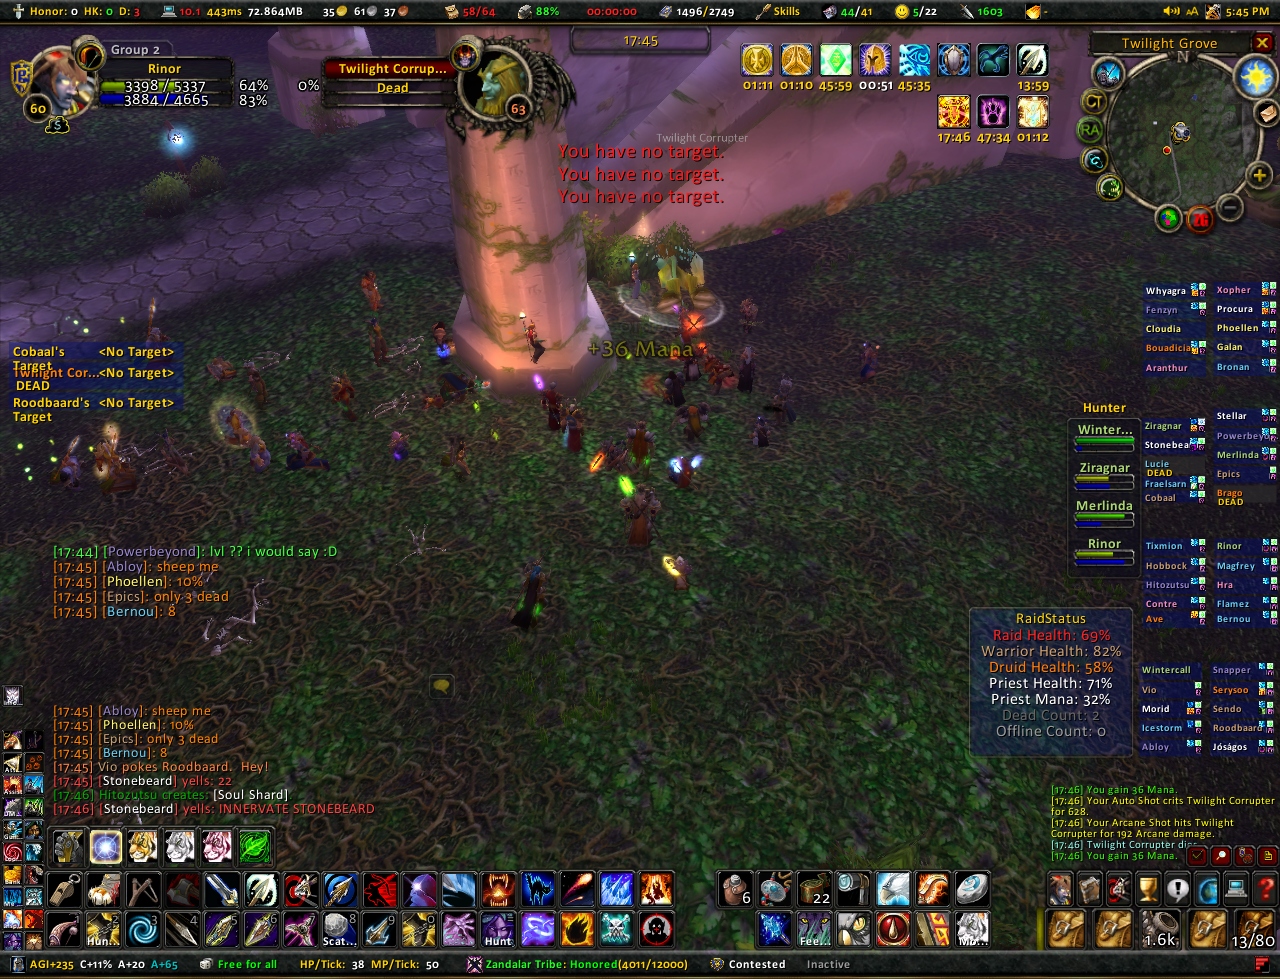 Honor: 0 HK: 0 D: 3 10.1 443ms 72.864MB 35 61 37 58/64 88% 00:00:00 1496/2749 Skills 44/41 5/22 1603 - 5:45 PM
Group 2
Rinor
3398 / 5337 64%
3884 / 4665 83%
60
S
0%
Twilight Corrup...
Dead
63
17:45
01:11 01:10 45:59 00:51 45:35 13:59
17:46 47:34 01:12
Twilight Grove
N
CT
RA
Twilight Corrupter
You have no target.
You have no target.
You have no target.
+36 Mana
Cobaal's Target <No Target>
Twilight Cor... <No Target>
DEAD
Roodbaard's Target <No Target>
Whyagra Xopher
Fenzyn Procura
Cloudia Phoellen
Bouadicia Galan
Aranthur Bronan
Hunter
Winter...
Ziragnar
Merlinda
Rinor
Stellar
Ziragnar Powerbeyo
Stonebea Merlinda
Lucie Epics
DEAD
Fraelsarn Brago
Cobaal DEAD
Tixmion Rinor
Hobbock Magfrey
Hitozutsu Hra
Contre Flamez
Ave Bernou
Wintercall Snapper
Vio Serysoo
Morid Sendo
Icestorm Roodbaard
Abloy Jóságos
[17:44] [Powerbeyond]: lvl ?? i would say :D
[17:45] [Abloy]: sheep me
[17:45] [Phoellen]: 10%
[17:45] [Epics]: only 3 dead
[17:45] [Bernou]: 8
RaidStatus
Raid Health: 69%
Warrior Health: 82%
Druid Health: 58%
Priest Health: 71%
Priest Mana: 32%
Dead Count: 2
Offline Count: 0
[17:45] [Abloy]: sheep me
[17:45] [Phoellen]: 10%
[17:45] [Epics]: only 3 dead
[17:45] [Bernou]: 8
[17:45] Vio pokes Roodbaard. Hey!
[17:45] [Stonebeard] yells: 22
[17:46] Hitozutsu creates: [Soul Shard]
[17:46] [Stonebeard] yells: INNERVATE STONEBEARD
[17:46] You gain 36 Mana.
[17:46] Your Auto Shot crits Twilight Corrupter for 628.
[17:46] Your Arcane Shot hits Twilight Corrupter for 192 Arcane damage.
[17:46] Twilight Corrupter dies
[17:46] You gain 36 Mana.
6 22
Hun... Scat... Hunt Fee... Mo...
1.6k 13/80
AGI+235 C+11% A+20 A+65 Free for all HP/Tick: 38 MP/Tick: 50 Zandalar Tribe: Honored(4011/12000) Contested Inactive